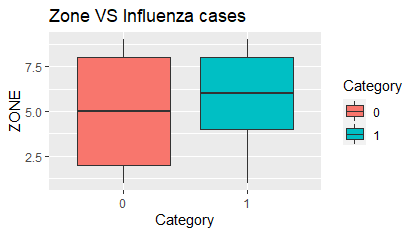 Zone VS Influenza cases
ZONE
7.5
5.0
2.5
0
1
Category
Category
0
1